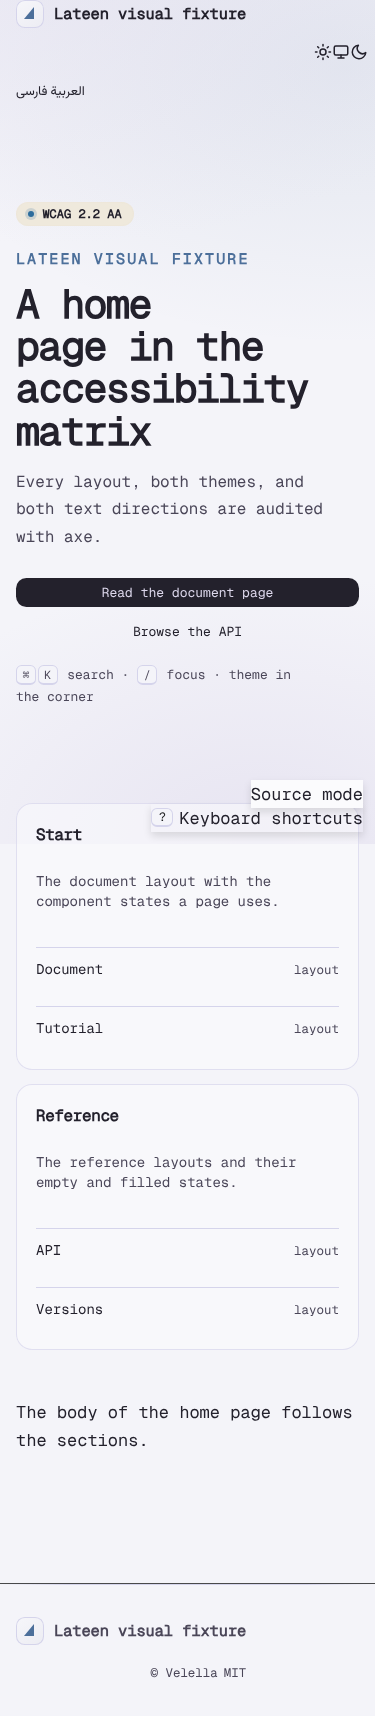 Lateen visual fixture
العربية فارسی
WCAG 2.2 AA
LATEEN VISUAL FIXTURE
A home
page in the
accessibility
matrix
Every layout, both themes, and
both text directions are audited
with axe.
Read the document page
Browse the API
⌘ K search · / focus · theme in
the corner
Source mode
? Keyboard shortcuts
Start
The document layout with the
component states a page uses.
Document layout
Tutorial layout
Reference
The reference layouts and their
empty and filled states.
API layout
Versions layout
The body of the home page follows
the sections.
Lateen visual fixture
© Velella MIT